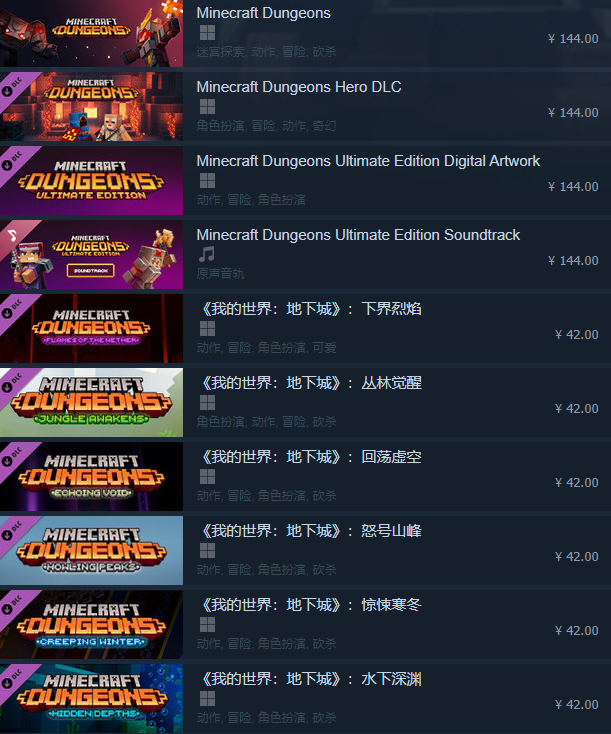 MINECRAFT
DUNGEONS
Minecraft Dungeons
迷宫探索, 动作, 冒险, 砍杀
¥ 144.00
DLC
MINECRAFT
DUNGEONS
Minecraft Dungeons Hero DLC
角色扮演, 冒险, 动作, 奇幻
¥ 144.00
DLC
MINECRAFT
DUNGEONS
ULTIMATE EDITION
Minecraft Dungeons Ultimate Edition Digital Artwork
动作, 冒险, 角色扮演
¥ 144.00
MINECRAFT
DUNGEONS
ULTIMATE EDITION
SOUNDTRACK
Minecraft Dungeons Ultimate Edition Soundtrack
原声音轨
¥ 144.00
DLC
MINECRAFT
DUNGEONS
FLAMES OF THE NETHER
《我的世界：地下城》：下界烈焰
动作, 冒险, 角色扮演, 可爱
¥ 42.00
DLC
MINECRAFT
DUNGEONS
JUNGLE AWAKENS
《我的世界：地下城》：丛林觉醒
角色扮演, 动作, 冒险, 砍杀
¥ 42.00
DLC
MINECRAFT
DUNGEONS
ECHOING VOID
《我的世界：地下城》：回荡虚空
动作, 冒险, 角色扮演, 砍杀
¥ 42.00
DLC
MINECRAFT
DUNGEONS
HOWLING PEAKS
《我的世界：地下城》：怒号山峰
动作, 冒险, 角色扮演, 砍杀
¥ 42.00
DLC
MINECRAFT
DUNGEONS
CREEPING WINTER
《我的世界：地下城》：惊悚寒冬
动作, 冒险, 角色扮演, 砍杀
¥ 42.00
DLC
MINECRAFT
DUNGEONS
HIDDEN DEPTHS
《我的世界：地下城》：水下深渊
动作, 冒险, 角色扮演, 砍杀
¥ 42.00